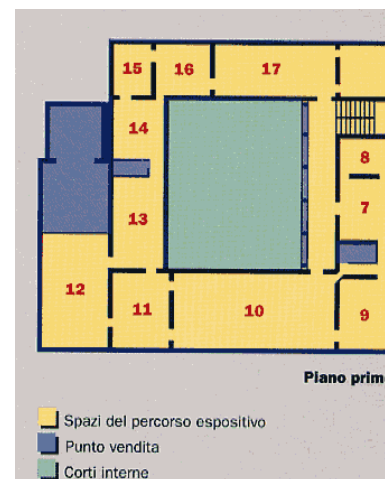 15 16 17
14
8
7
13
12
11 10 9
Piano prim
Spazi del percorso espositivo
Punto vendita
Corti interne